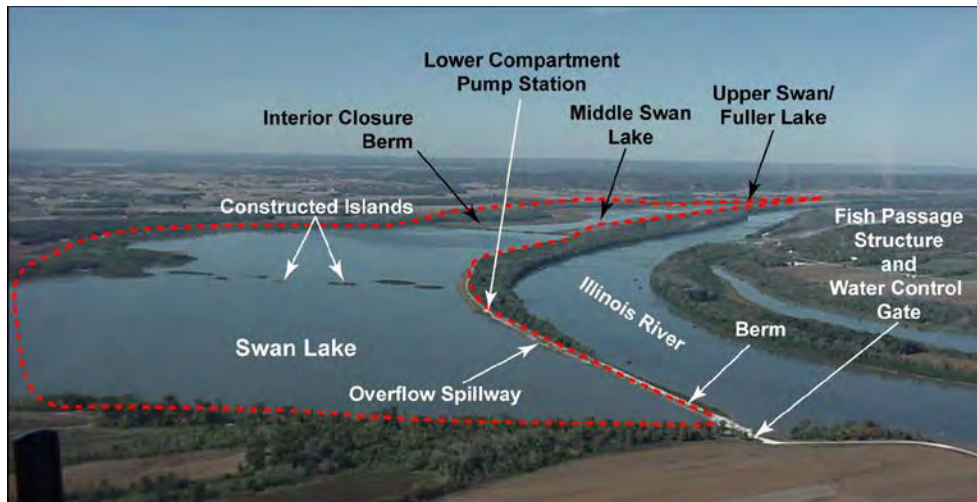 Lower Compartment
Pump Station
Upper Swan/
Fuller Lake
Interior Closure
Berm
Middle Swan
Lake
Constructed Islands
Fish Passage
Structure
and
Water Control
Gate
Illinois River
Swan Lake
Berm
Overflow Spillway